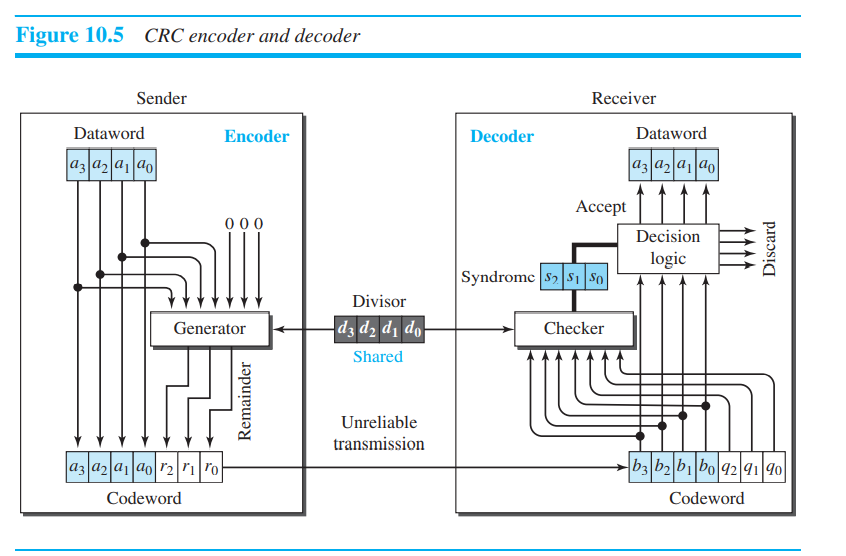 Figure 10.5 CRC encoder and decoder
Sender
Receiver
Dataword
Encoder
Decoder
Dataword
a3 a2 a1 a0
a3 a2 a1 a0
0 0 0
Accept
Decision
logic
Discard
Syndromc s2 s1 s0
Divisor
Generator
d3 d2 d1 d0
Checker
Shared
Remainder
Unreliable
transmission
a3 a2 a1 a0 r2 r1 r0
b3 b2 b1 b0 q2 q1 q0
Codeword
Codeword